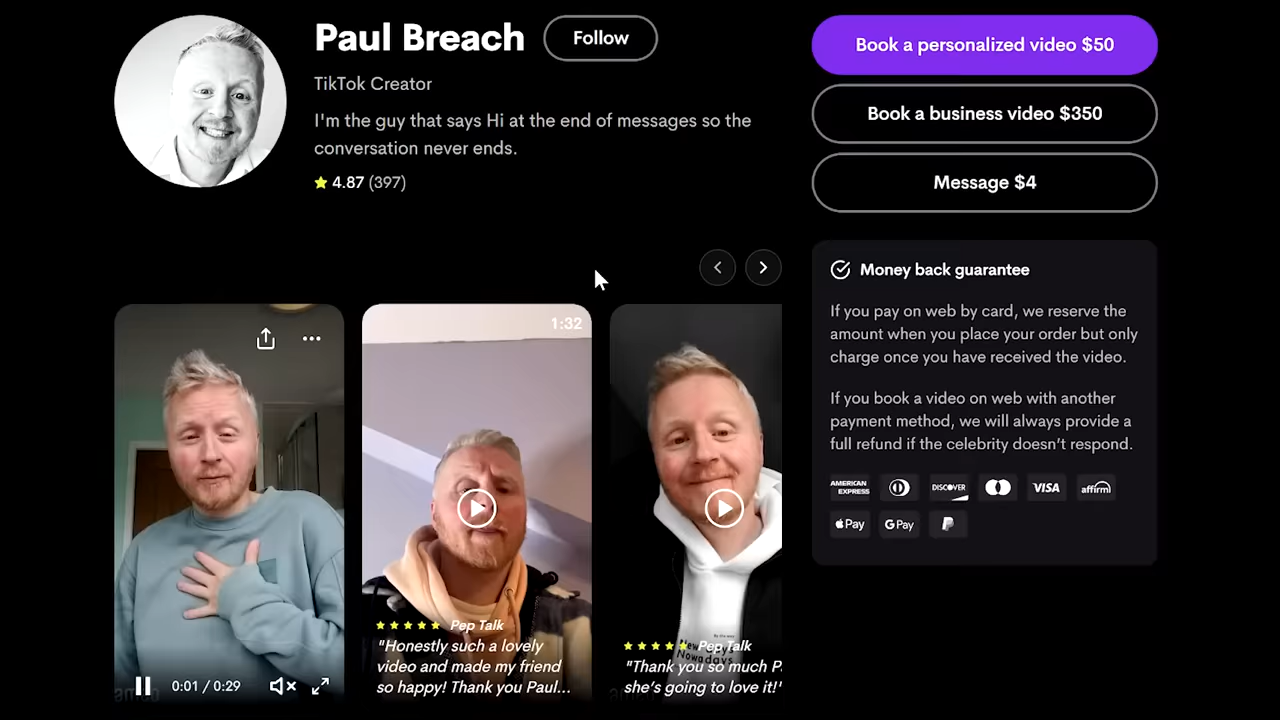 Paul Breach
Follow
TikTok Creator
I'm the guy that says Hi at the end of messages so the
conversation never ends.
4.87 (397)
Book a personalized video $50
Book a business video $350
Message $4
Money back guarantee
If you pay on web by card, we reserve the
amount when you place your order but only
charge once you have received the video.
If you book a video on web with another
payment method, we will always provide a
full refund if the celebrity doesn’t respond.
AMERICAN
EXPRESS
DISCOVER
VISA
affirm
Pay
G Pay
0:01 / 0:29
1:32
Pep Talk
"Honestly such a lovely
video and made my friend
so happy! Thank you Paul...
Pep Talk
"Thank you so much P
she’s going to love it!"